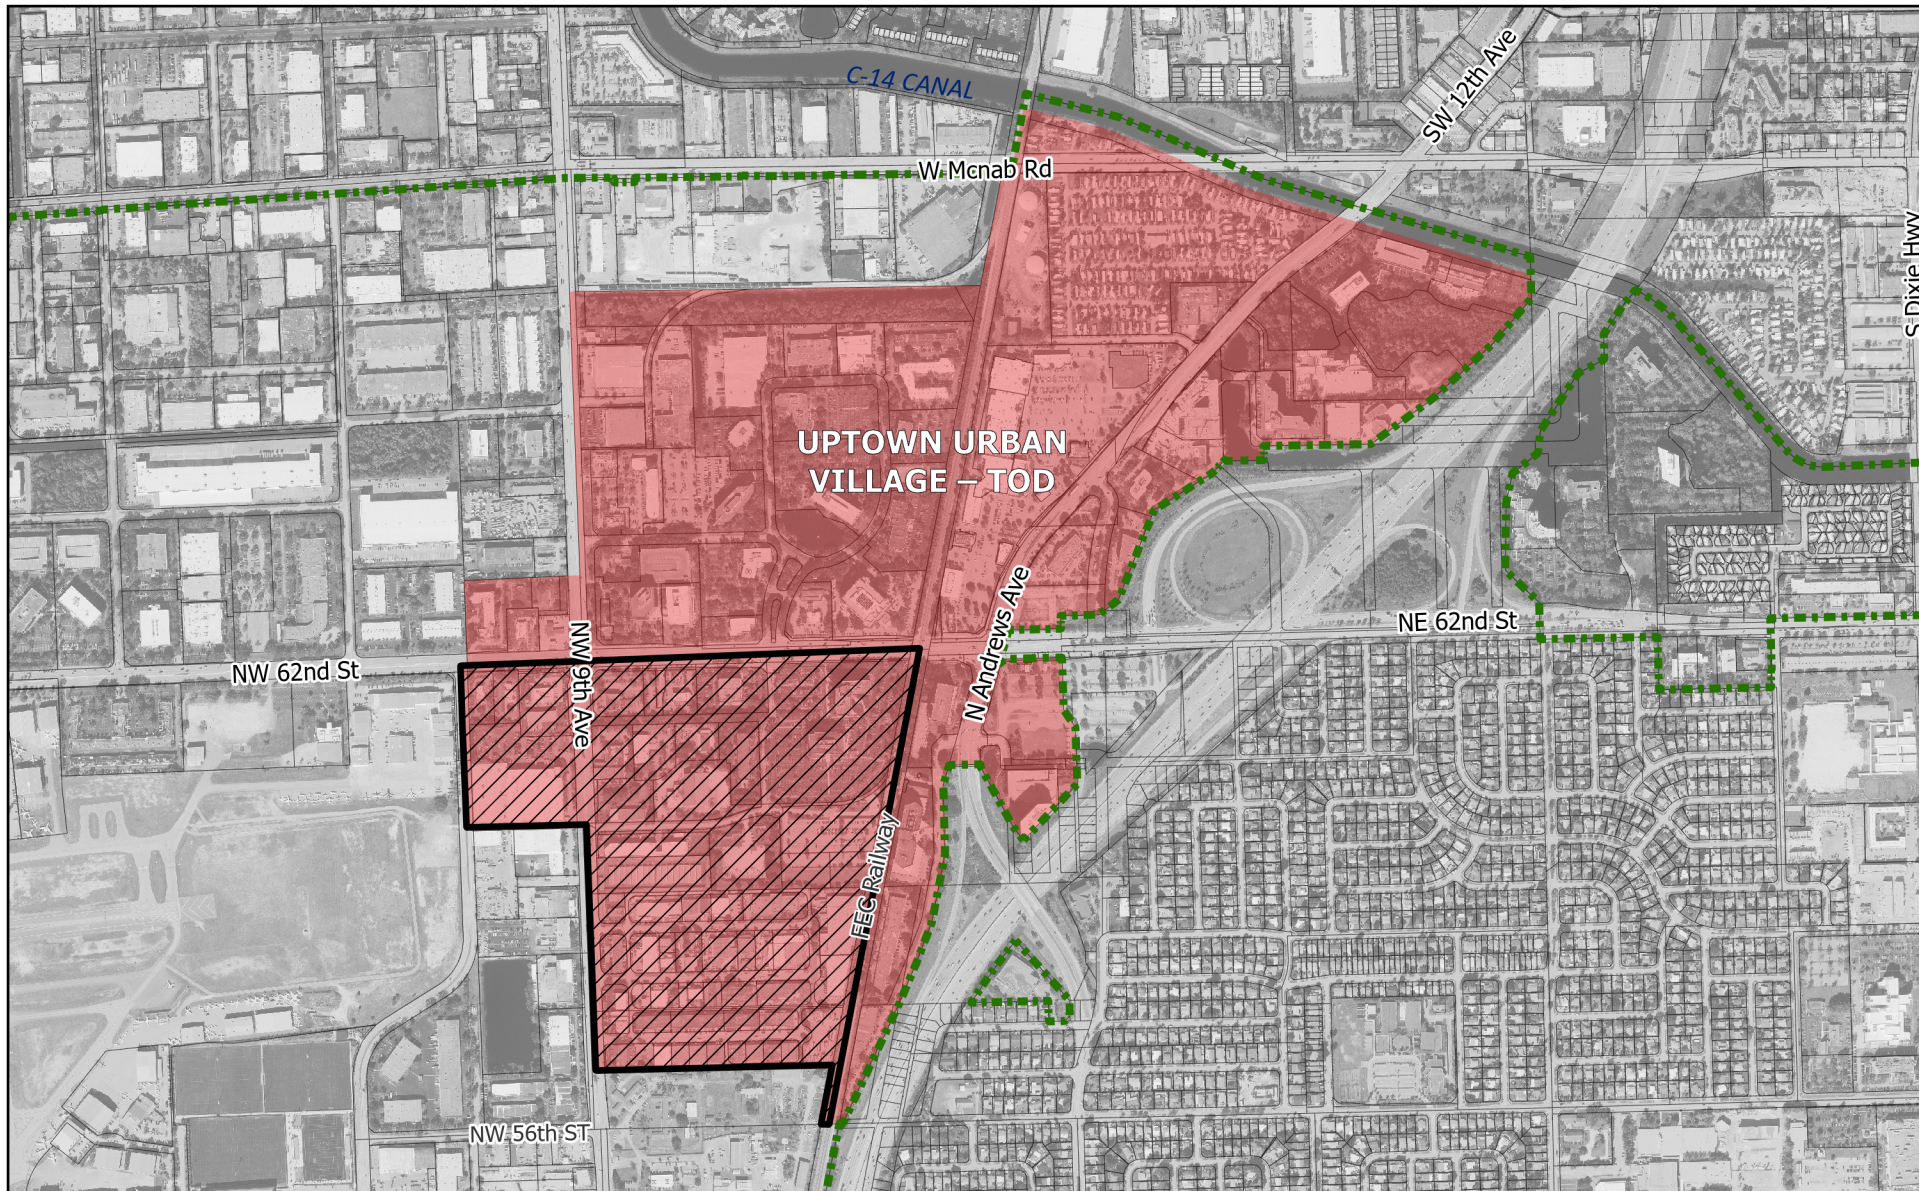 C-14 CANAL
SW 12th Ave
W Mcnab Rd
S Dixie Hwy
UPTOWN URBAN
VILLAGE – TOD
N Andrews Ave
NE 62nd St
NW 62nd St
NW 9th Ave
FEC Railway
NW 56th ST